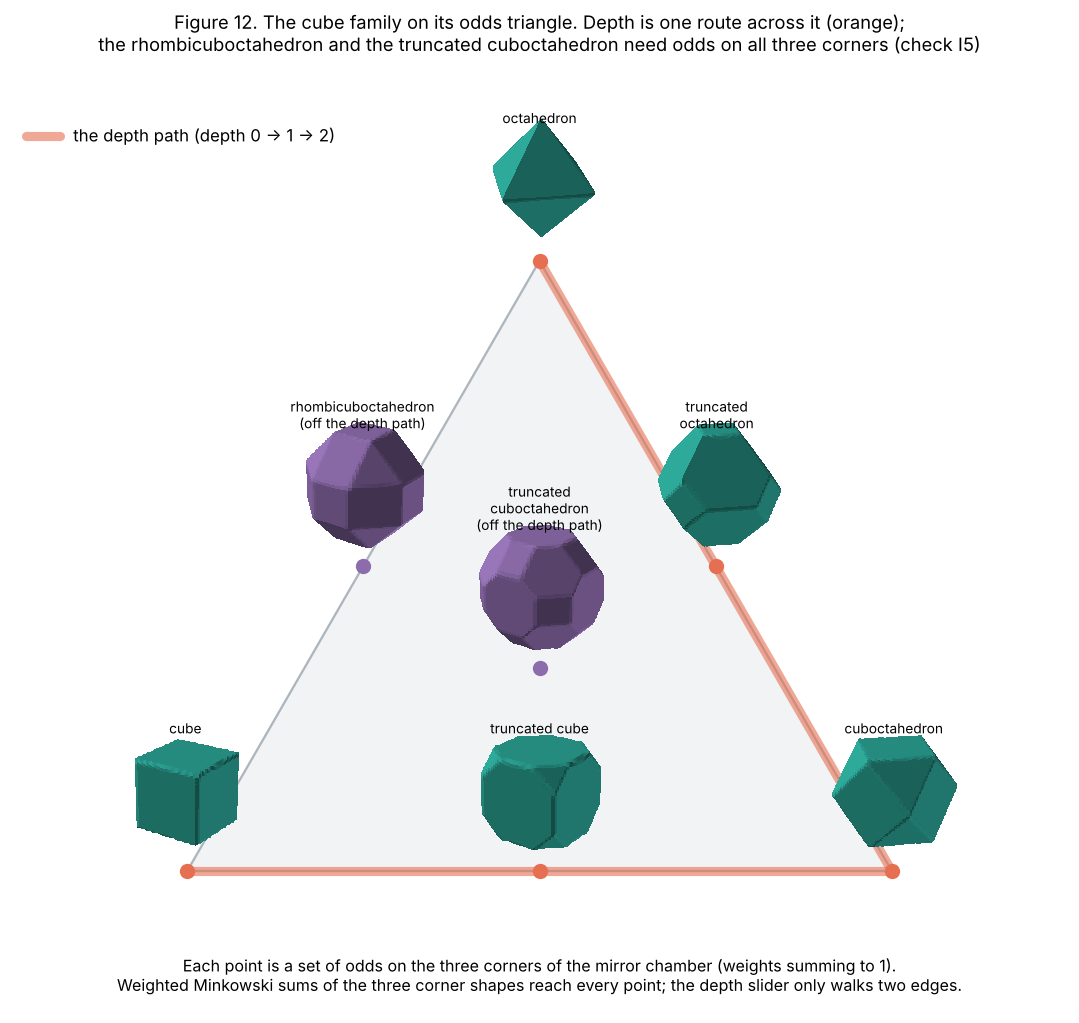 Figure 12. The cube family on its odds triangle. Depth is one route across it (orange);
the rhombicuboctahedron and the truncated cuboctahedron need odds on all three corners (check I5)
the depth path (depth 0 → 1 → 2)
octahedron
rhombicuboctahedron
(off the depth path)
truncated
octahedron
truncated
cuboctahedron
(off the depth path)
cube
truncated cube
cuboctahedron
Each point is a set of odds on the three corners of the mirror chamber (weights summing to 1).
Weighted Minkowski sums of the three corner shapes reach every point; the depth slider only walks two edges.